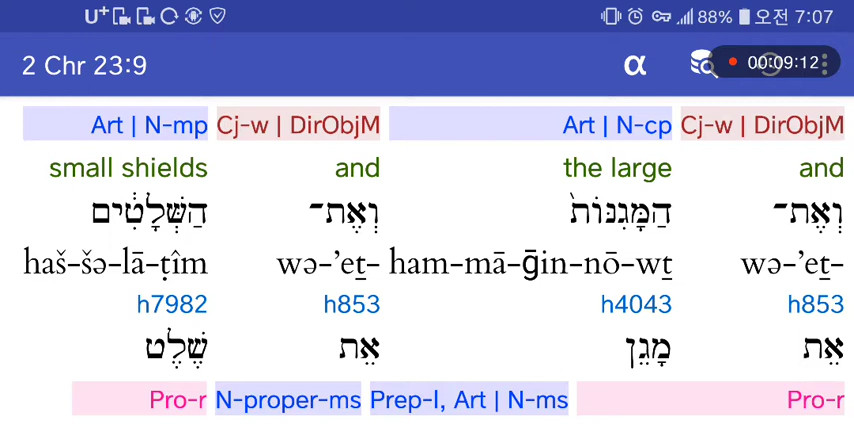 U+ 88% 오전 7:07
2 Chr 23:9 α 00:09:12
Art | N-mp Cj-w | DirObjM Art | N-cp Cj-w | DirObjM
small shields and the large and
הַשְּׁלָטִ֔ים וְאֶת־ הַמָּגִנּוֹת֙ וְאֶת־
haš-šə-lā-ṭîm wə-’eṯ- ham-mā-ḡin-nō-wṯ wə-’eṯ-
h7982 h853 h4043 h853
שֶׁלֶט אֵת מָגֵן אֵת
Pro-r N-proper-ms Prep-l, Art | N-ms Pro-r